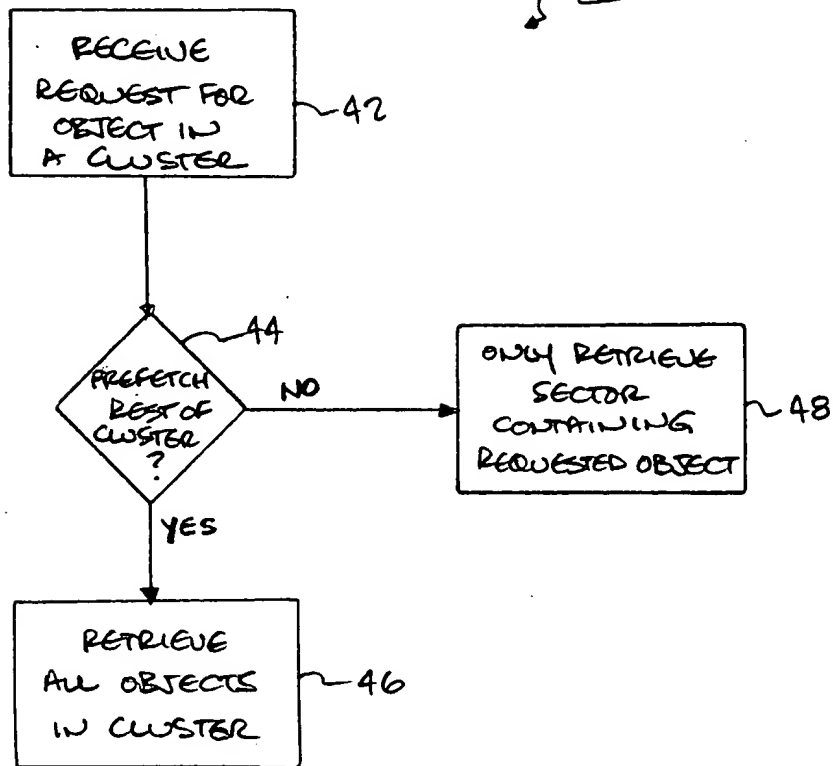 RECEIVE
REQUEST FOR
OBJECT IN
A CLUSTER
42
44
PREFETCH
REST OF
CLUSTER
?
NO
ONLY RETRIEVE
SECTOR
CONTAINING
REQUESTED OBJECT
48
YES
RETRIEVE
ALL OBJECTS
IN CLUSTER
46